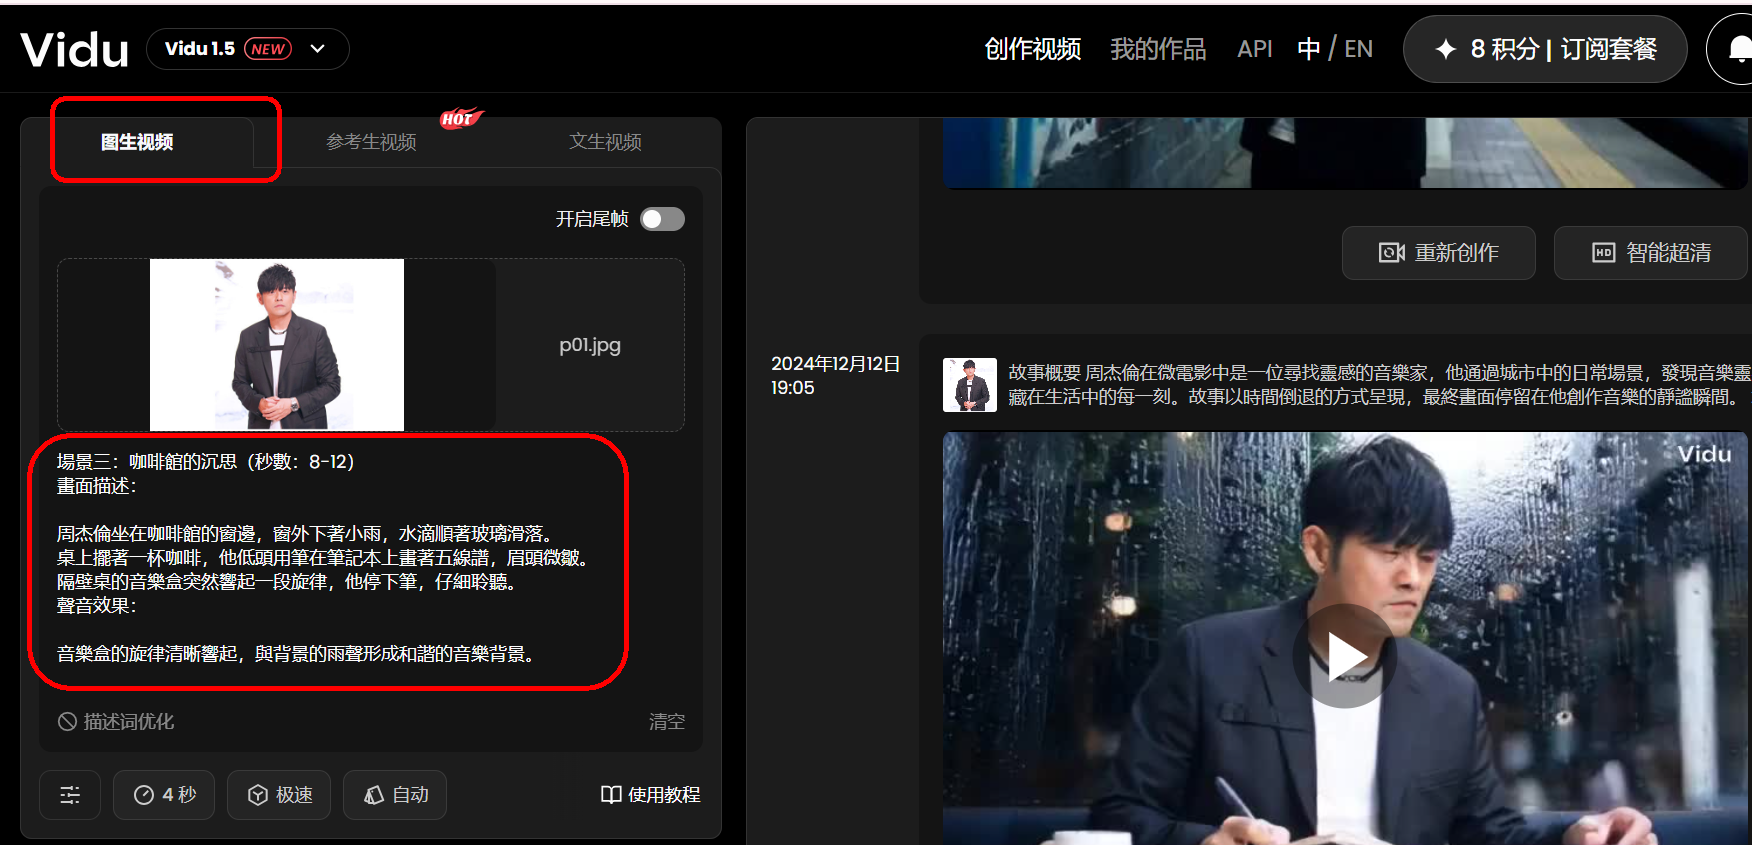 Vidu
Vidu 1.5 NEW
创作视频
我的作品
API
中 / EN
8 积分 | 订阅套餐
图生视频
参考生视频
HOT
文生视频
开启尾帧
p01.jpg
場景三：咖啡館的沉思（秒數：8-12）
畫面描述：
周杰倫坐在咖啡館的窗邊，窗外下著小雨，水滴順著玻璃滑落。
桌上擺著一杯咖啡，他低頭用筆在筆記本上畫著五線譜，眉頭微皺。
隔壁桌的音樂盒突然響起一段旋律，他停下筆，仔細聆聽。
聲音效果：
音樂盒的旋律清晰響起，與背景的雨聲形成和諧的音樂背景。
描述词优化
清空
4 秒
极速
自动
使用教程
重新创作
HD 智能超清
2024年12月12日
19:05
故事概要 周杰倫在微電影中是一位尋找靈感的音樂家，他通過城市中的日常場景，發現音樂靈
藏在生活中的每一刻。故事以時間倒退的方式呈現，最終畫面停留在他創作音樂的靜謐瞬間。
Vidu